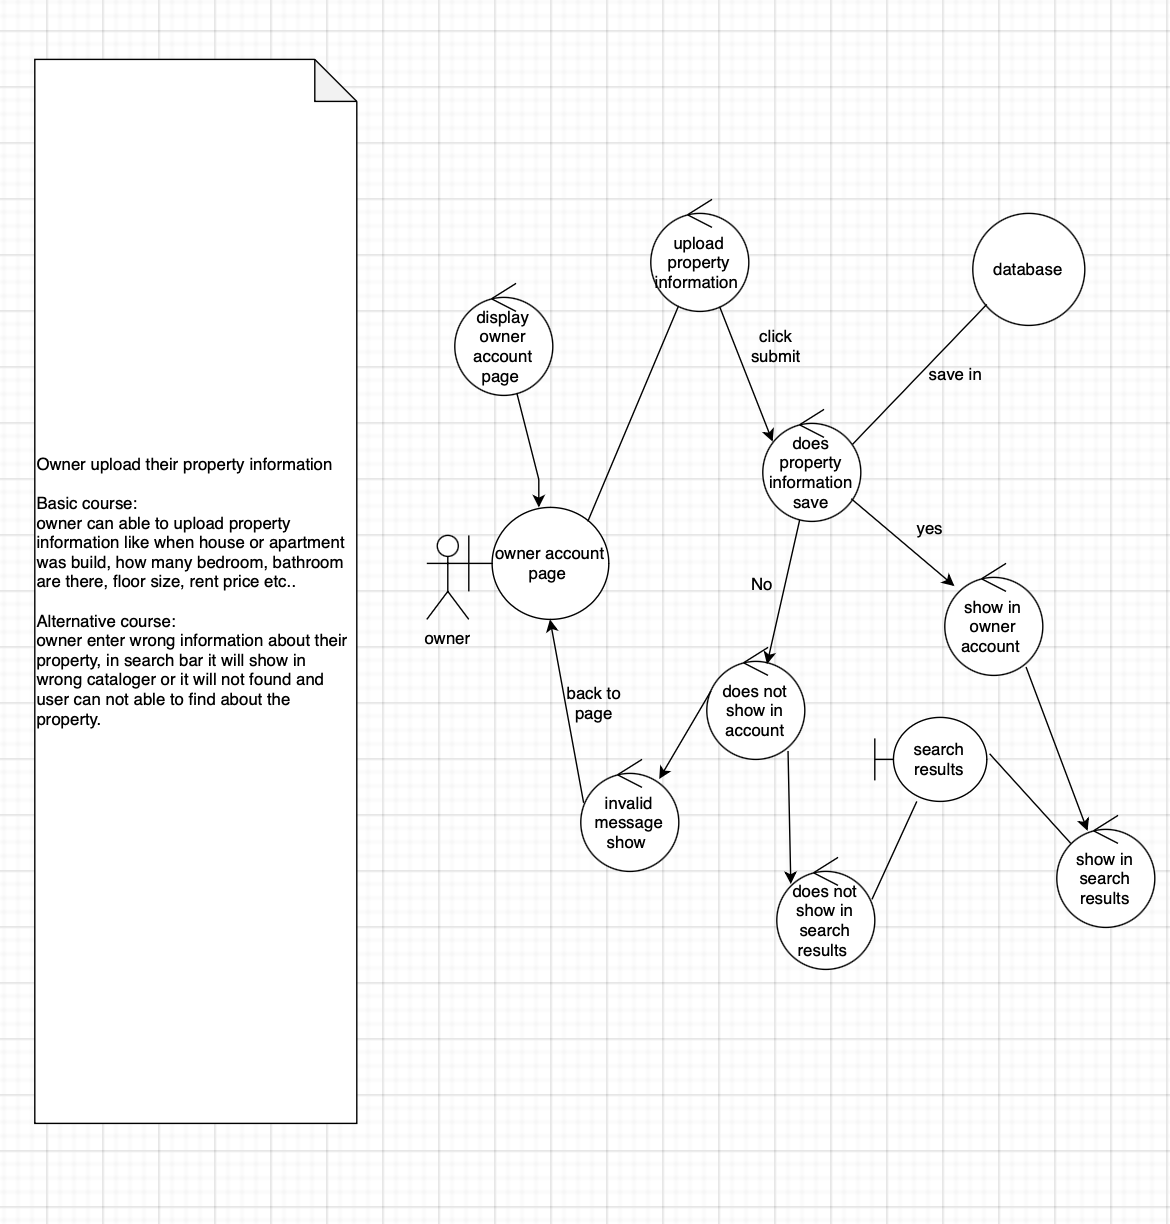 Owner upload their property information
Basic course:
owner can able to upload property
information like when house or apartment
was build, how many bedroom, bathroom
are there, floor size, rent price etc..
Alternative course:
owner enter wrong information about their
property, in search bar it will show in
wrong cataloger or it will not found and
user can not able to find about the
property.
upload
property
information
database
display
owner
account
page
click
submit
save in
does
property
information
save
yes
owner account
page
No
owner
show in
owner
account
back to
page
does not
show in
account
search
results
invalid
message
show
show in
search
results
does not
show in
search
results